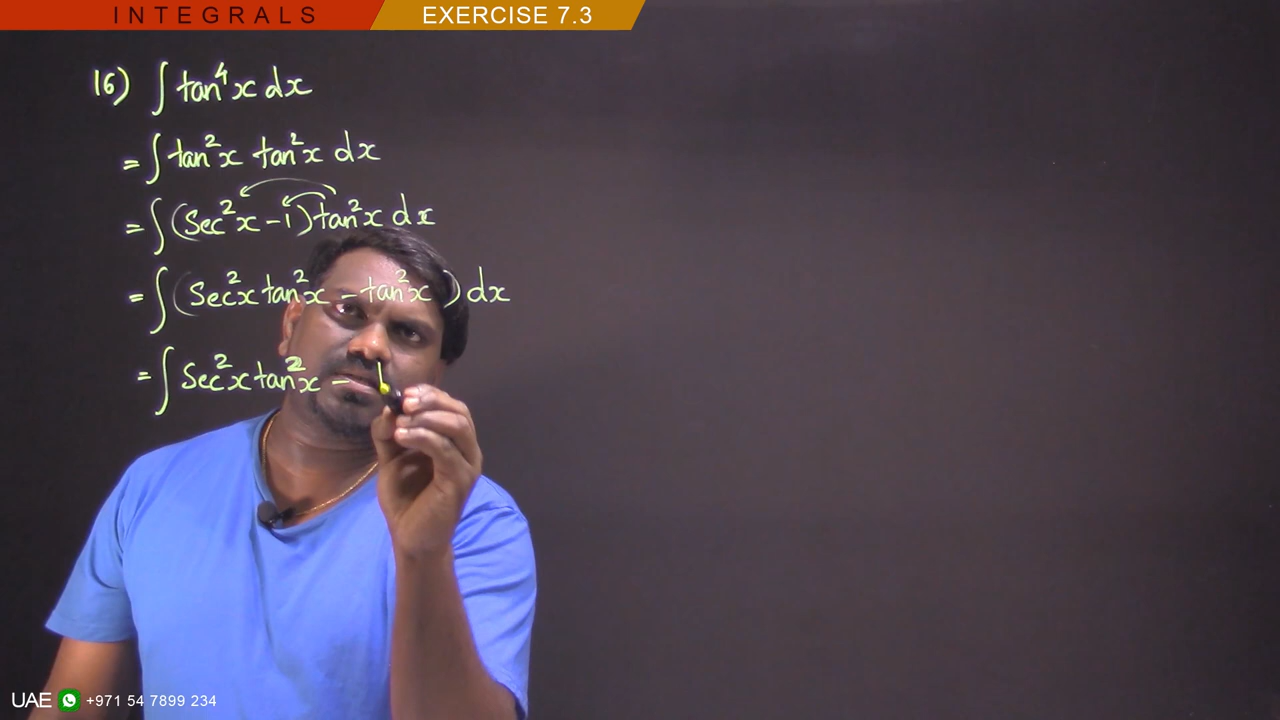 INTEGRALS EXERCISE 7.3
16) ∫ tan⁴x dx
= ∫ tan²x tan²x dx
= ∫ (Sec²x - 1) tan²x dx
= ∫ (Sec²x tan²x - tan²x) dx
= ∫ Sec²x tan²x -
UAE +971 54 7899 234